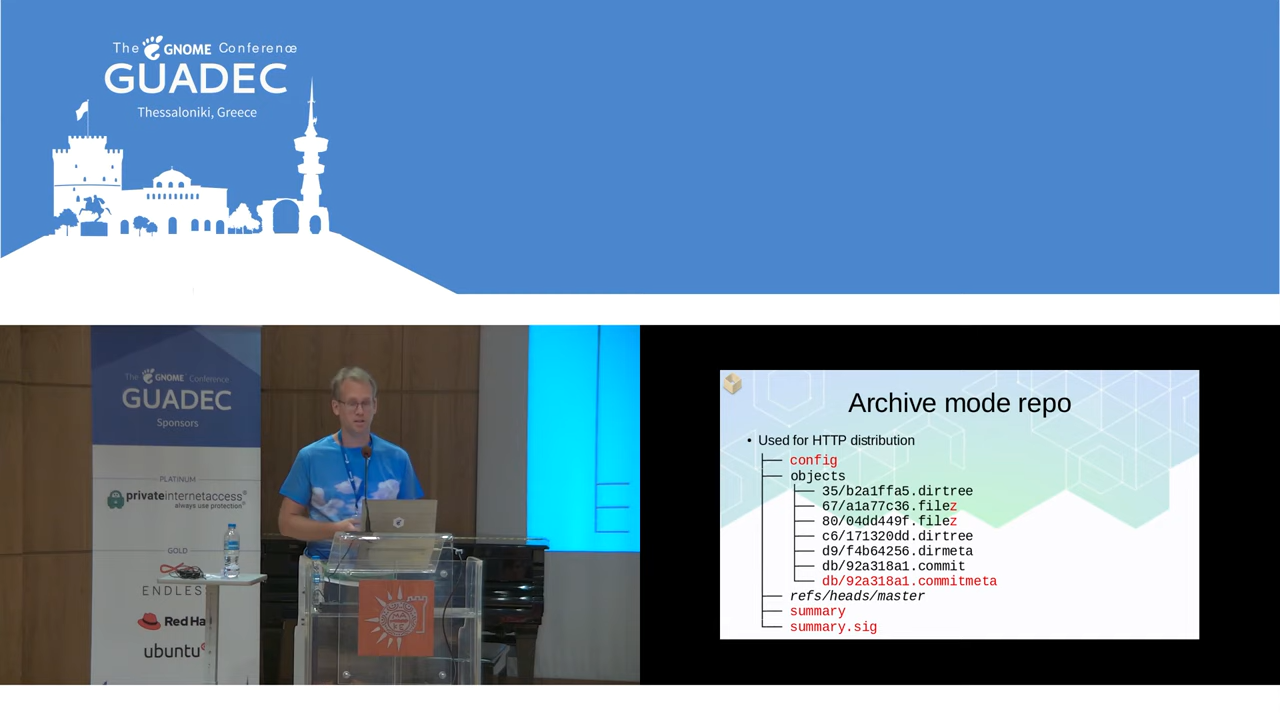 The GNOME Conference
GUADEC
Thessaloniki, Greece
The GNOME Conference
GUADEC
Sponsors
PLATINUM
privateinternetaccess®
always use protection®
GOLD
ENDLESS
Red Ha
ubuntu
Archive mode repo
• Used for HTTP distribution
config
objects
35/b2a1ffa5.dirtree
67/a1a77c36.filez
80/04dd449f.filez
c6/171320dd.dirtree
d9/f4b64256.dirmeta
db/92a318a1.commit
db/92a318a1.commitmeta
refs/heads/master
summary
summary.sig